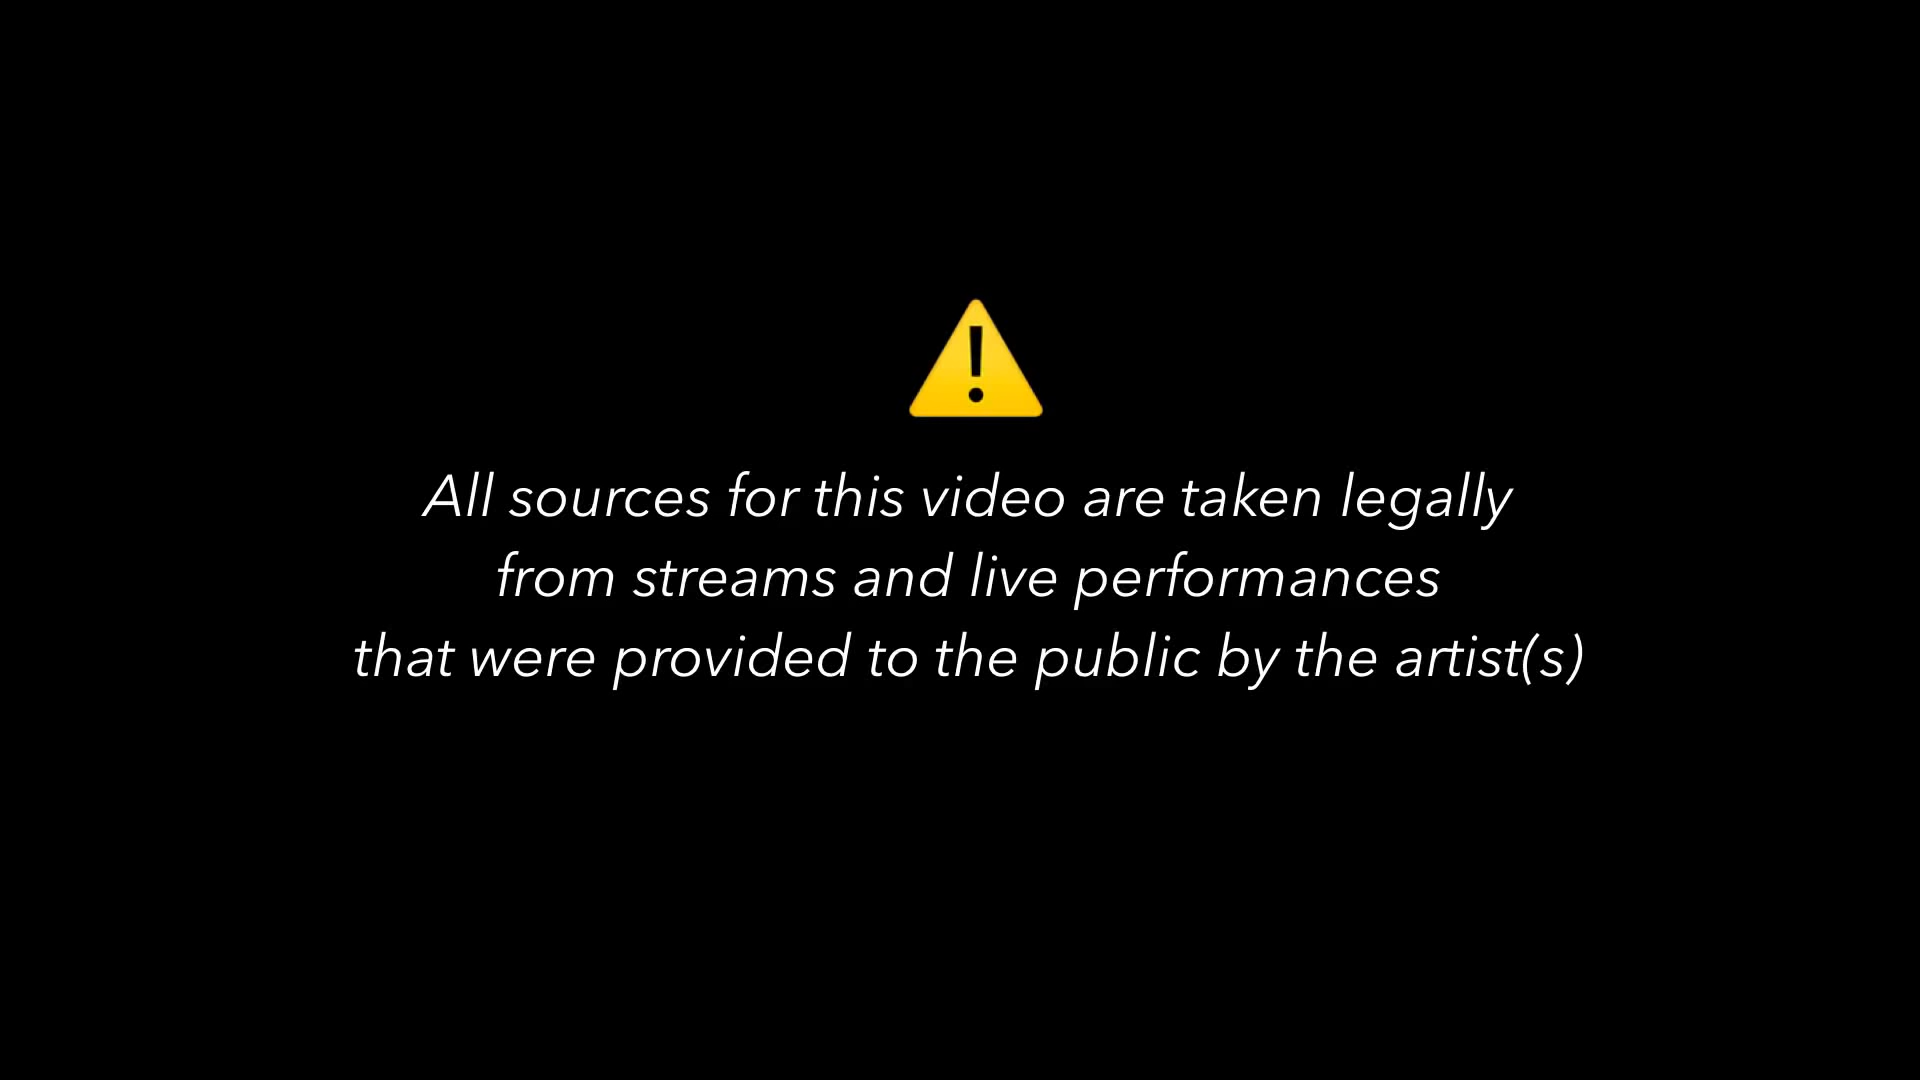 All sources for this video are taken legally
from streams and live performances
that were provided to the public by the artist(s)